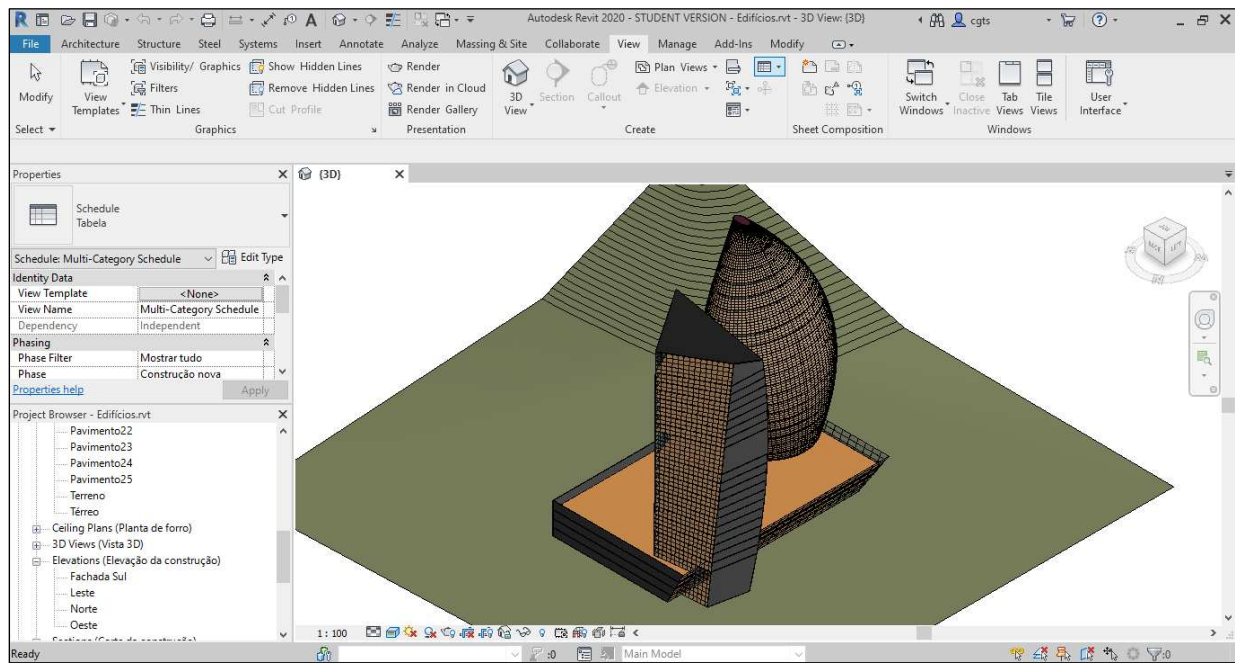 Autodesk Revit 2020 - STUDENT VERSION - Edifícios.rvt - 3D View: {3D} cgts
File Architecture Structure Steel Systems Insert Annotate Analyze Massing & Site Collaborate View Manage Add-Ins Modify
Modify
View Templates
Visibility/ Graphics
Filters
Thin Lines
Show Hidden Lines
Remove Hidden Lines
Cut Profile
Render
Render in Cloud
Render Gallery
3D View
Section
Callout
Plan Views
Elevation
Switch Windows
Close Inactive
Tab Views
Tile Views
User Interface
Select Graphics Presentation Create Sheet Composition Windows
Properties
{3D}
Schedule
Tabela
Schedule: Multi-Category Schedule Edit Type
Identity Data
View Template <None>
View Name Multi-Category Schedule
Dependency Independent
Phasing
Phase Filter Mostrar tudo
Phase Construção nova
Properties help Apply
Project Browser - Edifícios.rvt
Pavimento22
Pavimento23
Pavimento24
Pavimento25
Terreno
Térreo
Ceiling Plans (Planta de forro)
3D Views (Vista 3D)
Elevations (Elevação da construção)
Fachada Sul
Leste
Norte
Oeste
1 : 100
Ready :0 Main Model :0